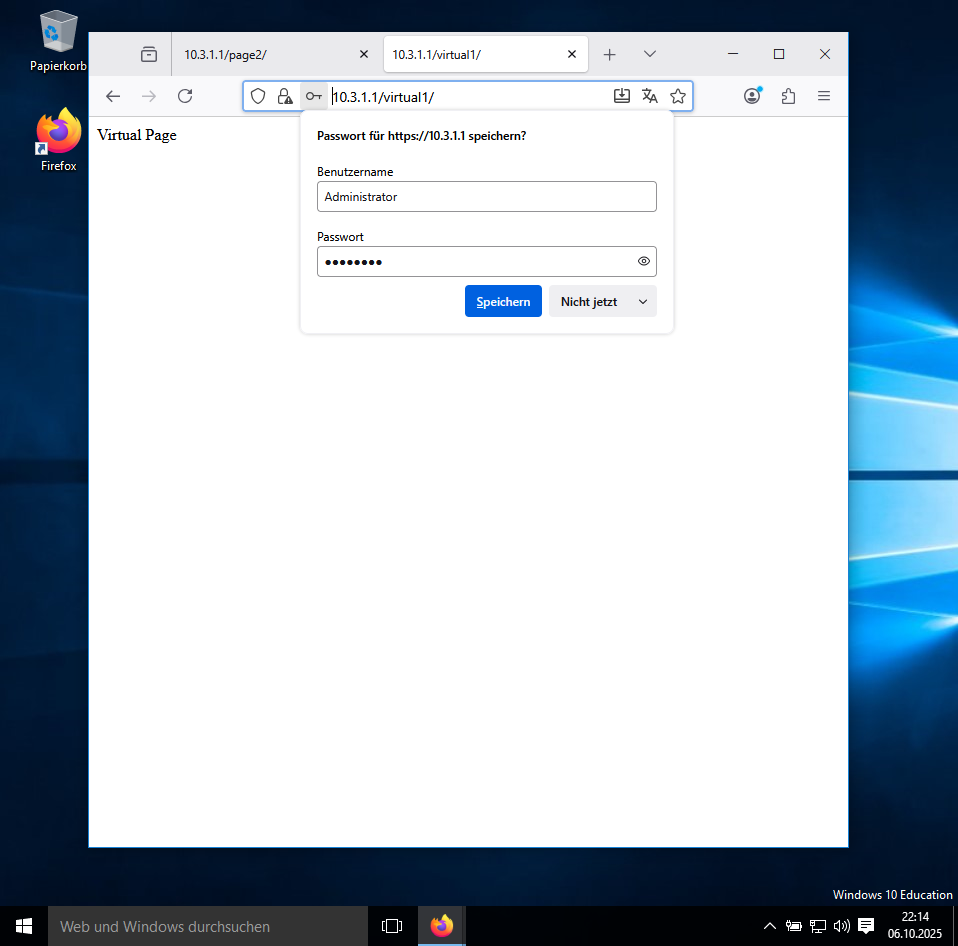 Papierkorb
Firefox
10.3.1.1/page2/
10.3.1.1/virtual1/
10.3.1.1/virtual1/
Virtual Page
Passwort für https://10.3.1.1 speichern?
Benutzername
Administrator
Passwort
••••••••
Speichern
Nicht jetzt
Windows 10 Education
Web und Windows durchsuchen
22:14
06.10.2025